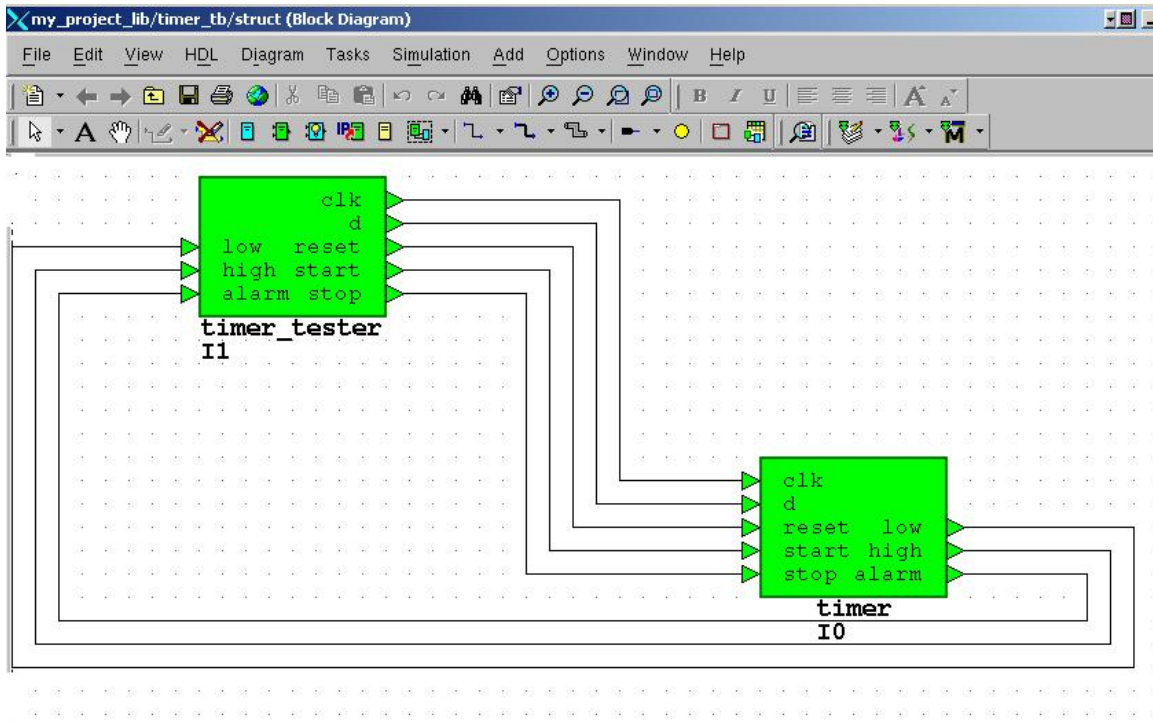 my_project_lib/timer_tb/struct (Block Diagram)
File Edit View HDL Diagram Tasks Simulation Add Options Window Help
B I U A A
A IP M
clk
d
low reset
high start
alarm stop
timer_tester
I1
clk
d
reset low
start high
stop alarm
timer
I0